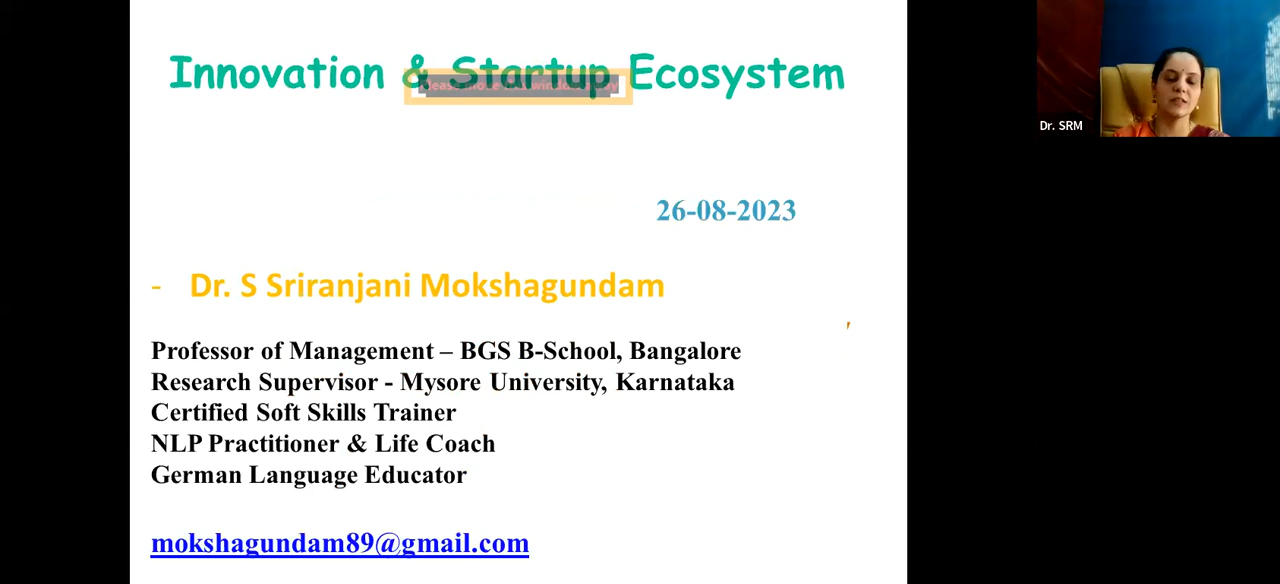 Innovation & Startup Ecosystem
26-08-2023
- Dr. S Sriranjani Mokshagundam
Professor of Management – BGS B-School, Bangalore
Research Supervisor - Mysore University, Karnataka
Certified Soft Skills Trainer
NLP Practitioner & Life Coach
German Language Educator
mokshagundam89@gmail.com
Dr. SRM